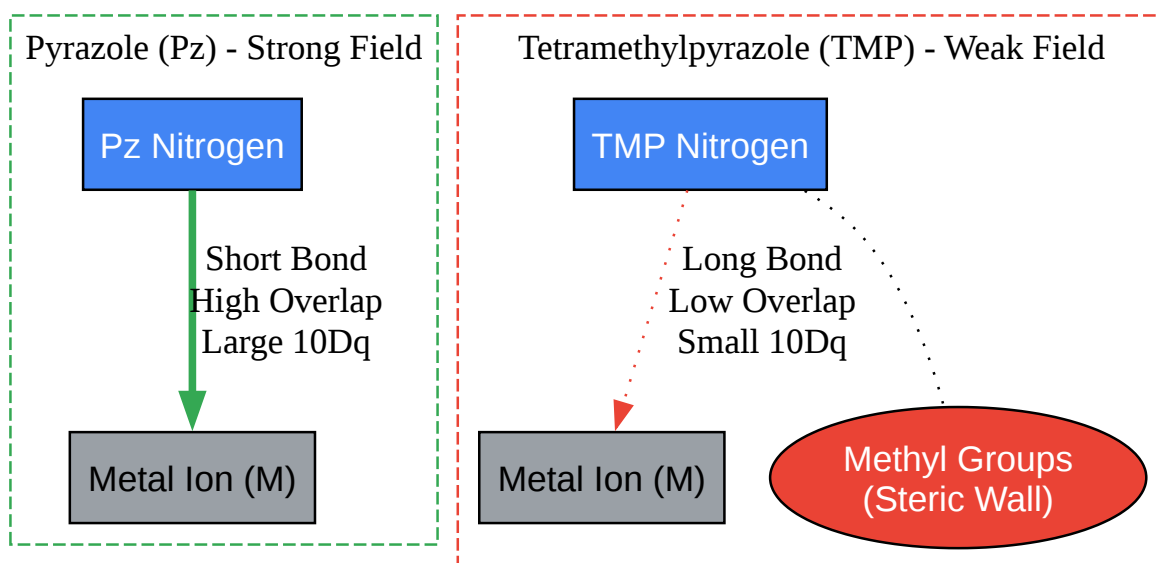 Pyrazole (Pz) - Strong Field
Pz Nitrogen
Short Bond
High Overlap
Large 10Dq
Metal Ion (M)
Tetramethylpyrazole (TMP) - Weak Field
TMP Nitrogen
Long Bond
Low Overlap
Small 10Dq
Metal Ion (M)
Methyl Groups
(Steric Wall)